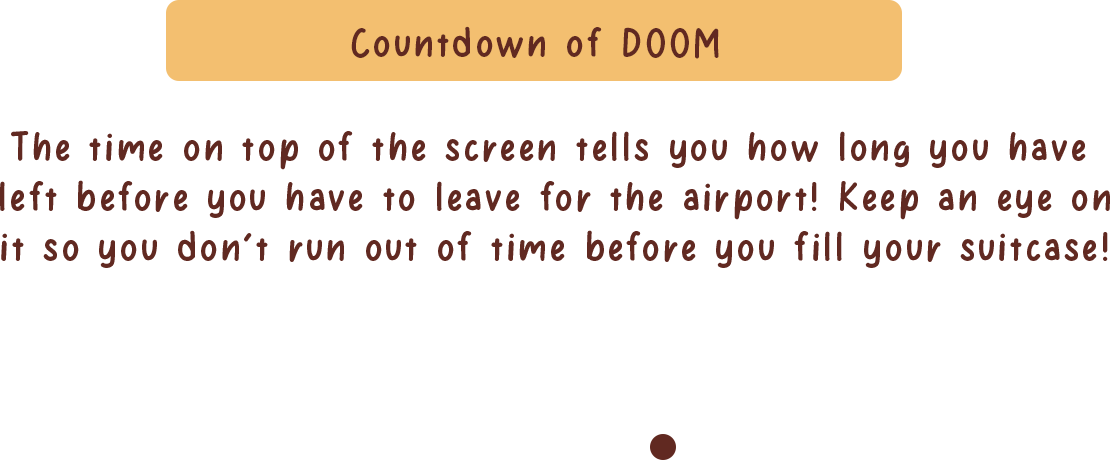 Countdown of DOOM
The time on top of the screen tells you how long you have
left before you have to leave for the airport! Keep an eye on
it so you don't run out of time before you fill your suitcase!